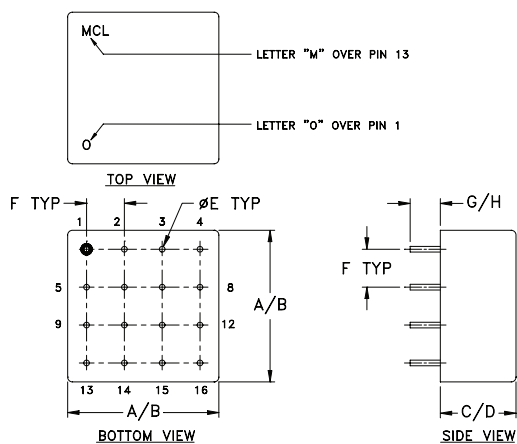 MCL
LETTER "M" OVER PIN 13
LETTER "O" OVER PIN 1
O
TOP VIEW
F TYP
øE TYP
G/H
1 2 3 4
F TYP
5 8
A/B
9 12
13 14 15 16
A/B
C/D
BOTTOM VIEW
SIDE VIEW